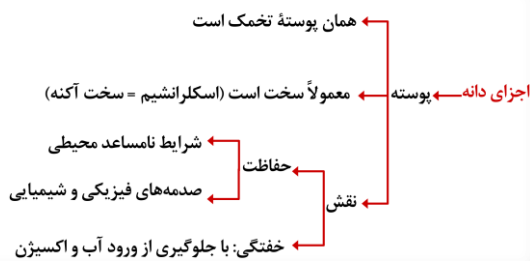 همان پوستهٔ تخمک است
اجزای دانه
پوسته
معمولاً سخت است (اسکلرانشیم = سخت آکنه)
شرایط نامساعد محیطی
حفاظت
صدمه‌های فیزیکی و شیمیایی
نقش
خفتگی: با جلوگیری از ورود آب و اکسیژن